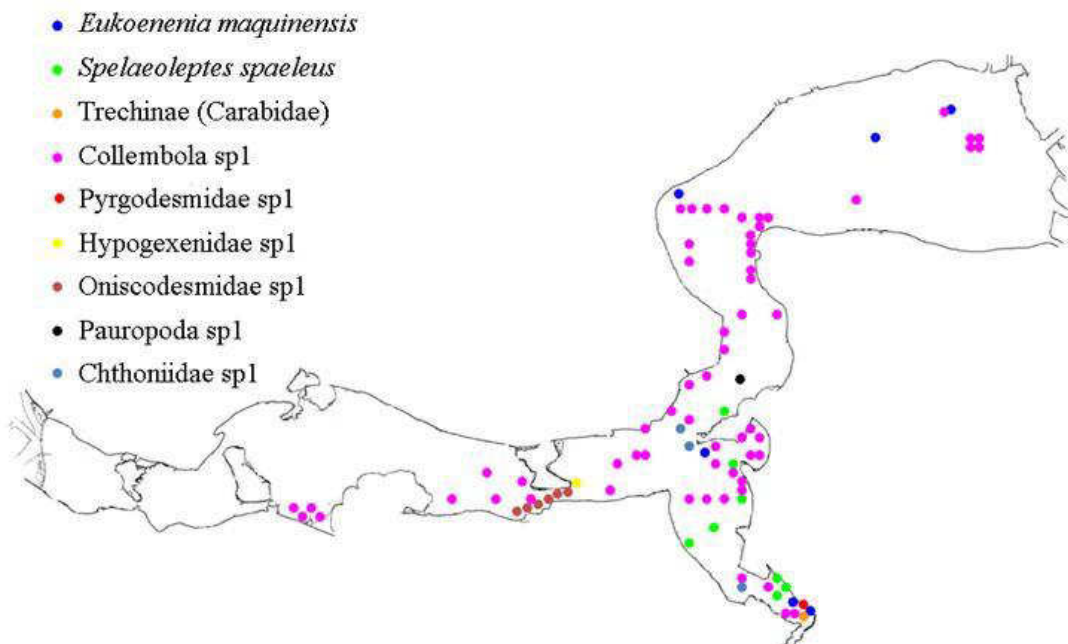 Eukoenenia maquinensis
Spelaeoleptes spaeleus
Trechinae (Carabidae)
Collembola sp1
Pyrgodesmidae sp1
Hypogexenidae sp1
Oniscodesmidae sp1
Pauropoda sp1
Chthoniidae sp1